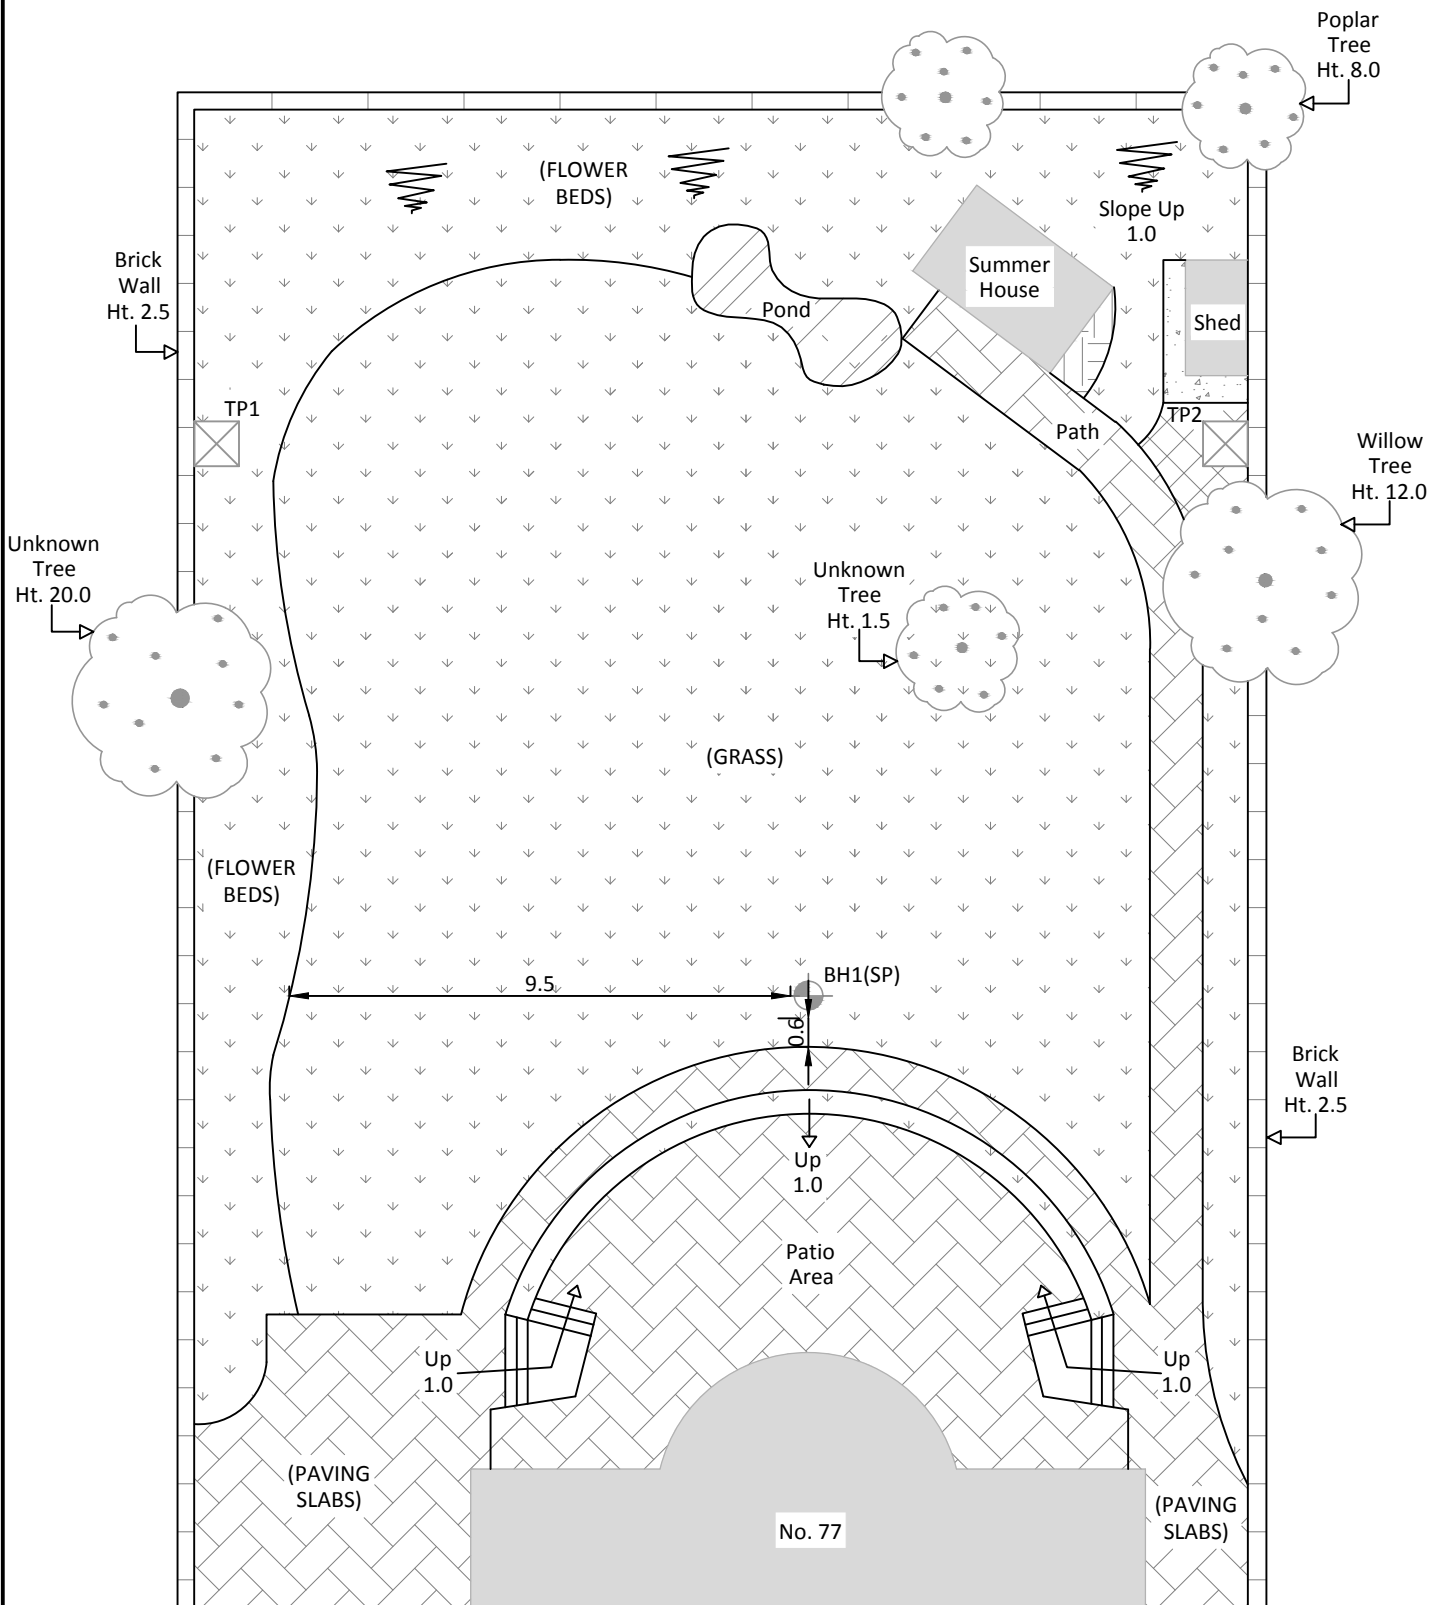 Poplar
Tree
Ht. 8.0
(FLOWER
BEDS)
Slope Up
1.0
Brick
Wall
Ht. 2.5
Summer
House
Pond
Shed
TP1
TP2
Path
Willow
Tree
Ht. 12.0
Unknown
Tree
Ht. 20.0
Unknown
Tree
Ht. 1.5
(GRASS)
(FLOWER
BEDS)
9.5
BH1(SP)
0.6
Brick
Wall
Ht. 2.5
Up
1.0
Patio
Area
Up
1.0
Up
1.0
(PAVING
SLABS)
(PAVING
SLABS)
No. 77